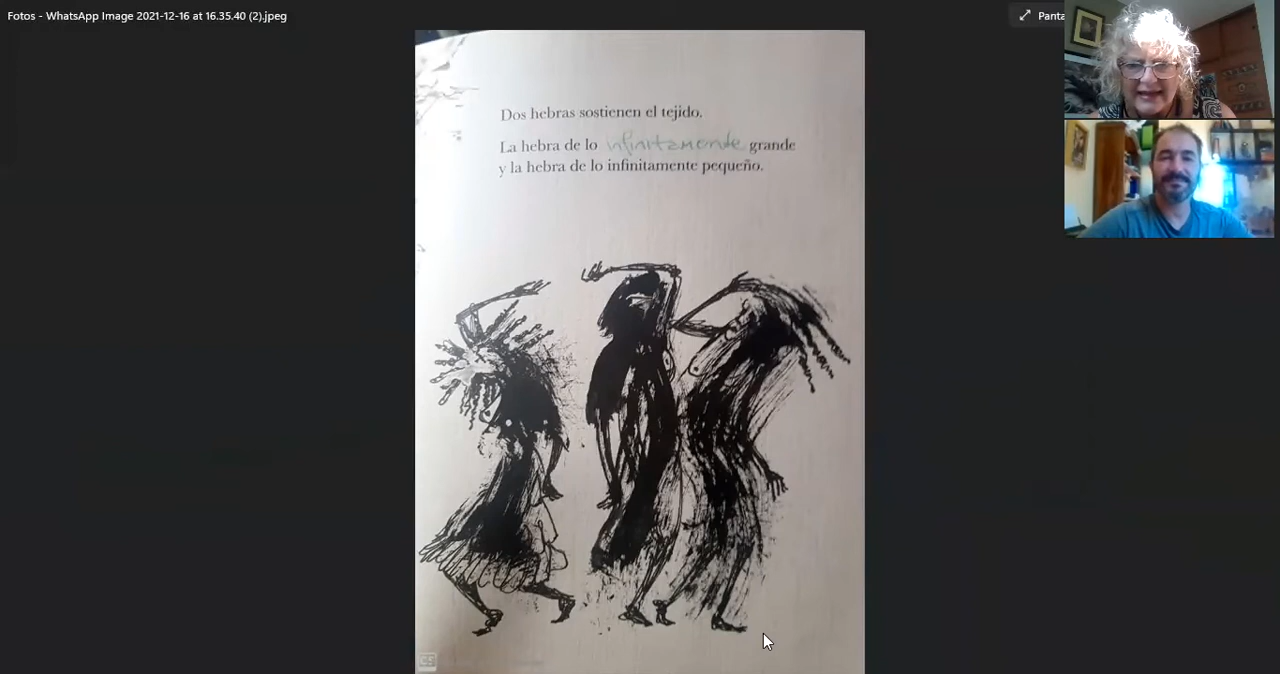 Fotos - WhatsApp Image 2021-12-16 at 16.35.40 (2).jpeg
Panta
Dos hebras sostienen el tejido,
La hebra de lo infinitamente grande
y la hebra de lo infinitamente pequeño.